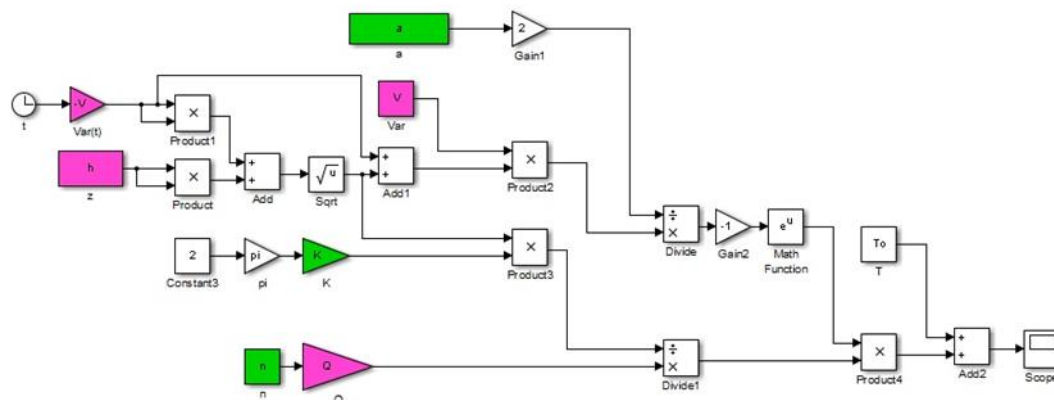 a
a
2
Gain1
t
-V
Var(t)
×
Product1
V
Var
h
z
×
Product
+
+
Add
√u
Sqrt
+
+
Add1
×
Product2
2
Constant3
pi
pi
K
K
×
Product3
÷
×
Divide
-1
Gain2
e^u
Math
Function
To
T
n
n
Q
÷
×
Divide1
×
Product4
+
+
Add2
Scope